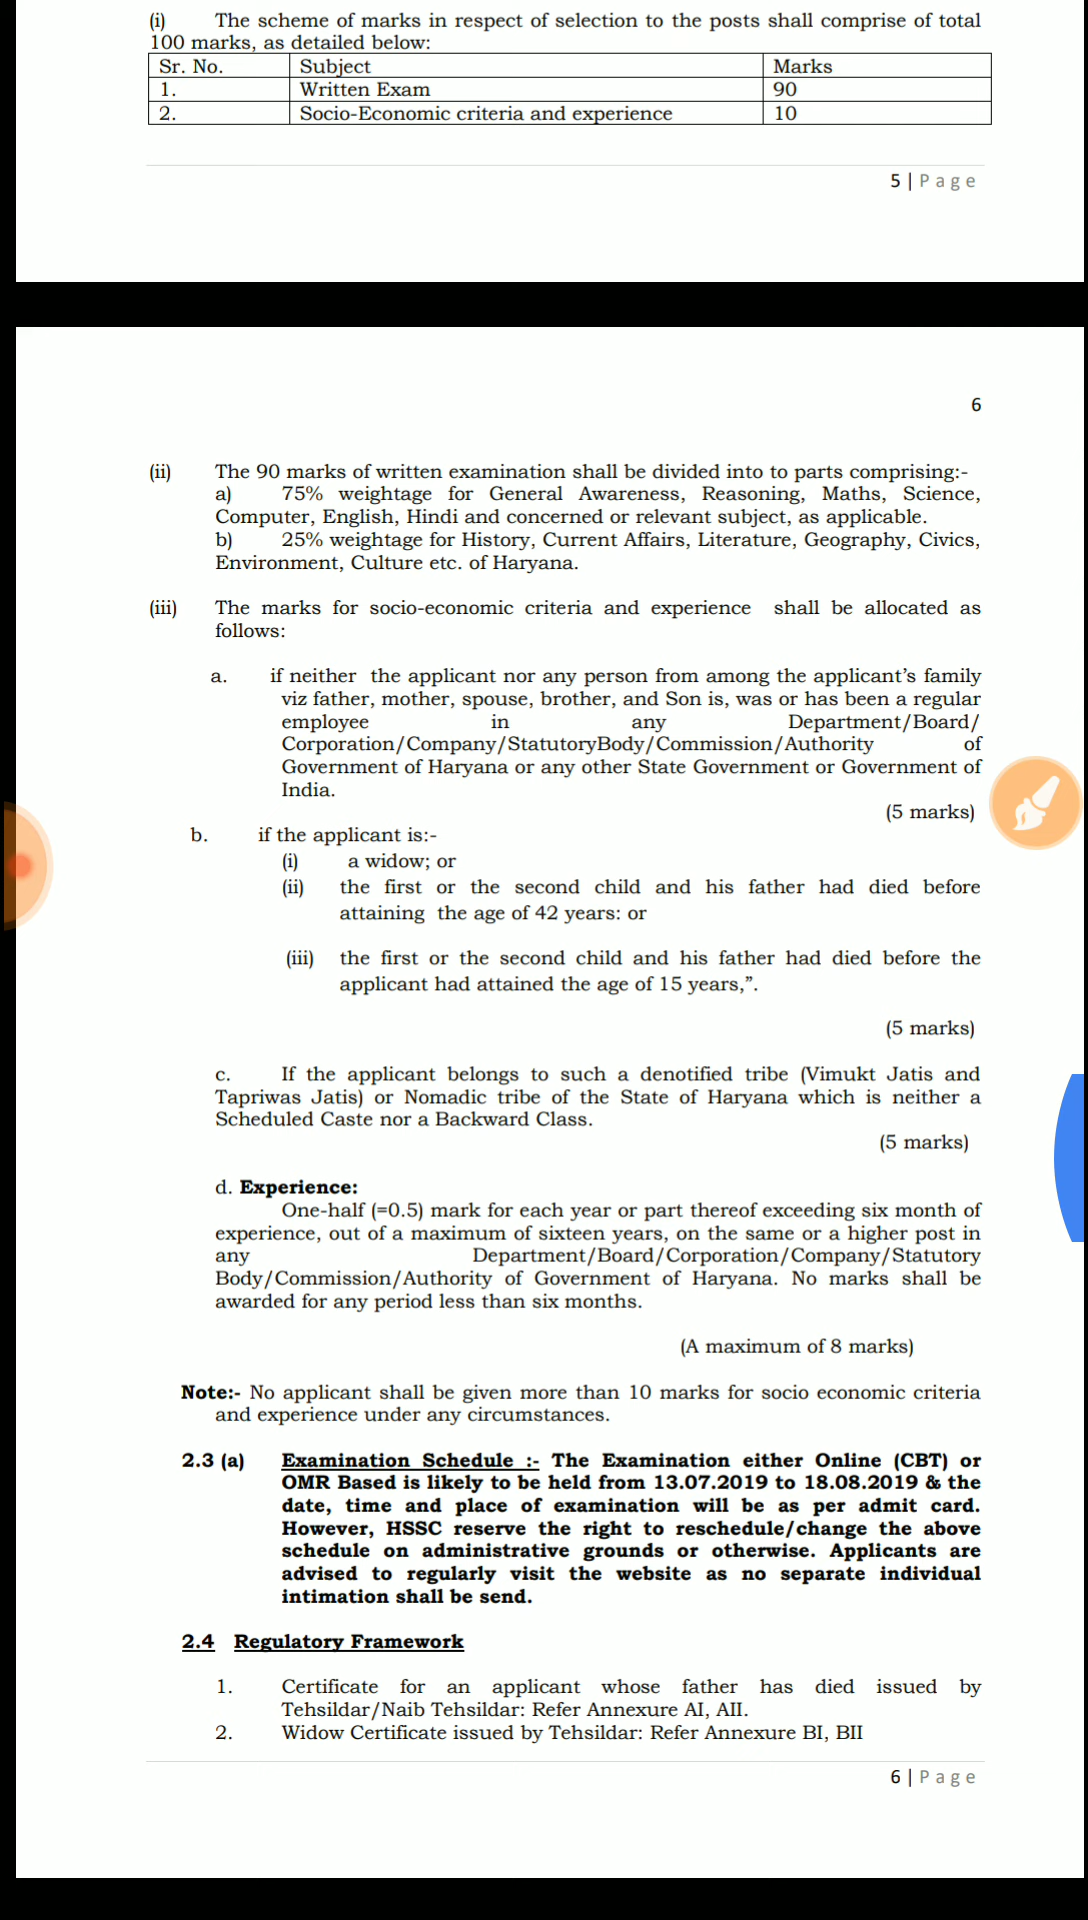 (i) The scheme of marks in respect of selection to the posts shall comprise of total
100 marks, as detailed below:
Sr. No. Subject Marks
1. Written Exam 90
2. Socio-Economic criteria and experience 10
5 | P a g e
6
(ii) The 90 marks of written examination shall be divided into to parts comprising:-
a) 75% weightage for General Awareness, Reasoning, Maths, Science,
Computer, English, Hindi and concerned or relevant subject, as applicable.
b) 25% weightage for History, Current Affairs, Literature, Geography, Civics,
Environment, Culture etc. of Haryana.
(iii) The marks for socio-economic criteria and experience shall be allocated as
follows:
a. if neither the applicant nor any person from among the applicant’s family
viz father, mother, spouse, brother, and Son is, was or has been a regular
employee in any Department/Board/
Corporation/Company/StatutoryBody/Commission/Authority of
Government of Haryana or any other State Government or Government of
India.
(5 marks)
b. if the applicant is:-
(i) a widow; or
(ii) the first or the second child and his father had died before
attaining the age of 42 years: or
(iii) the first or the second child and his father had died before the
applicant had attained the age of 15 years,”.
(5 marks)
c. If the applicant belongs to such a denotified tribe (Vimukt Jatis and
Tapriwas Jatis) or Nomadic tribe of the State of Haryana which is neither a
Scheduled Caste nor a Backward Class.
(5 marks)
d. Experience:
One-half (=0.5) mark for each year or part thereof exceeding six month of
experience, out of a maximum of sixteen years, on the same or a higher post in
any Department/Board/Corporation/Company/Statutory
Body/Commission/Authority of Government of Haryana. No marks shall be
awarded for any period less than six months.
(A maximum of 8 marks)
Note:- No applicant shall be given more than 10 marks for socio economic criteria
and experience under any circumstances.
2.3 (a) Examination Schedule :- The Examination either Online (CBT) or
OMR Based is likely to be held from 13.07.2019 to 18.08.2019 & the
date, time and place of examination will be as per admit card.
However, HSSC reserve the right to reschedule/change the above
schedule on administrative grounds or otherwise. Applicants are
advised to regularly visit the website as no separate individual
intimation shall be send.
2.4 Regulatory Framework
1. Certificate for an applicant whose father has died issued by
Tehsildar/Naib Tehsildar: Refer Annexure AI, AII.
2. Widow Certificate issued by Tehsildar: Refer Annexure BI, BII
6 | P a g e